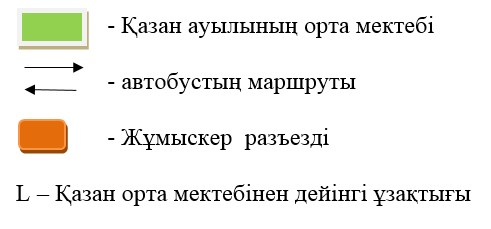 - Қазан ауылының орта мектебі
- автобустың маршруты
- Жұмыскер разъезді
L – Қазан орта мектебінен дейінгі ұзақтығы